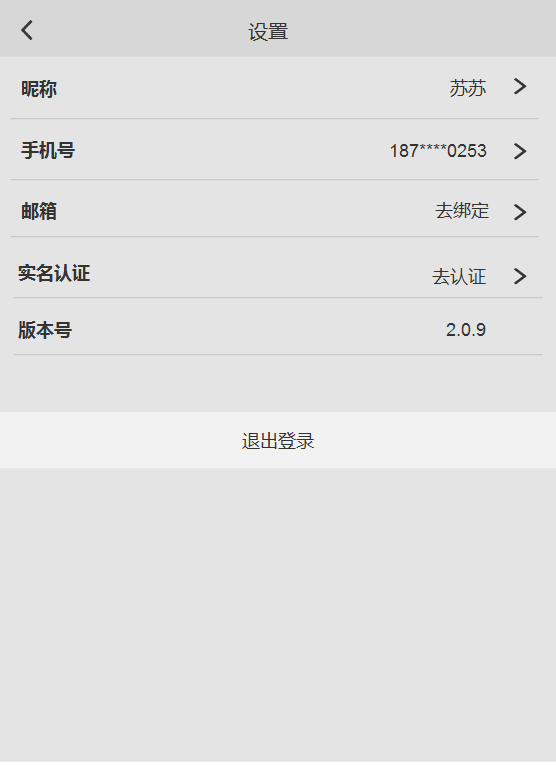 设置
昵称 苏苏
手机号 187****0253
邮箱 去绑定
实名认证 去认证
版本号 2.0.9
退出登录